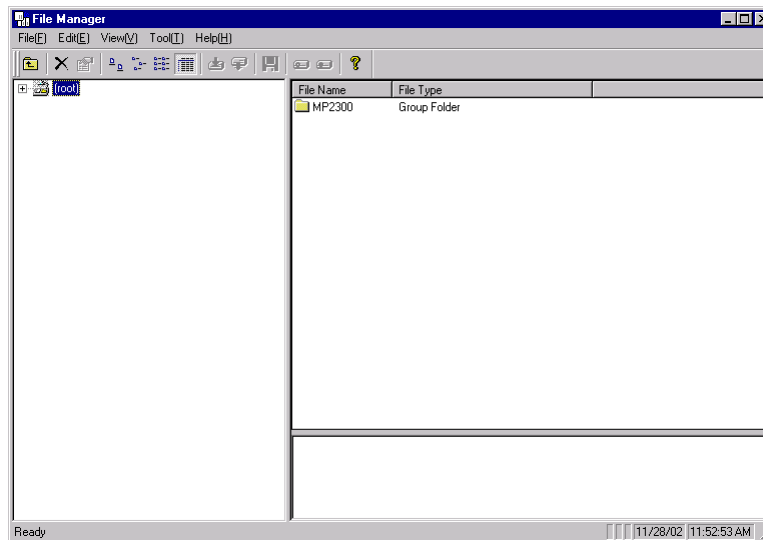 File Manager
File(F) Edit(E) View(V) Tool(T) Help(H)
(root)
File Name File Type
MP2300 Group Folder
Ready 11/28/02 11:52:53 AM